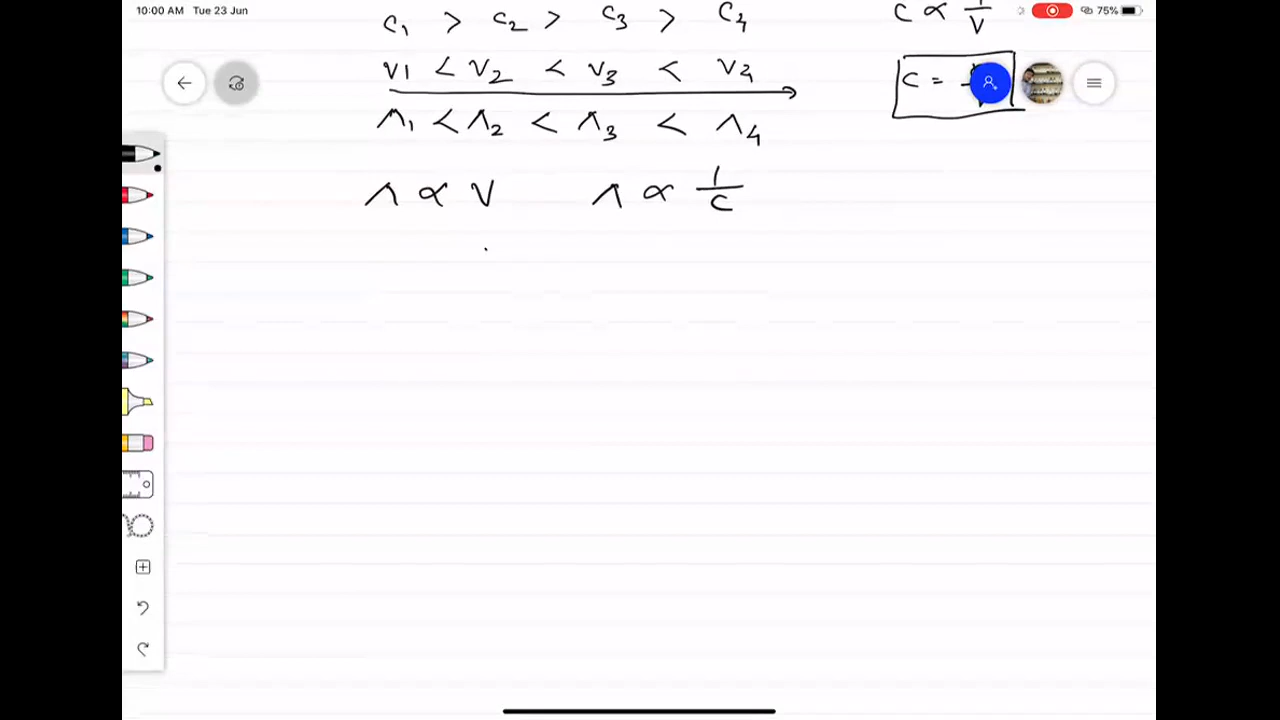 10:00 AM Tue 23 Jun
75%
C₁ > C₂ > C₃ > C₄
C ∝ 1/V
V1 < V₂ < V₃ < V₄
C =
Λ₁ < Λ₂ < Λ₃ < Λ₄
Λ ∝ V Λ ∝ 1/C